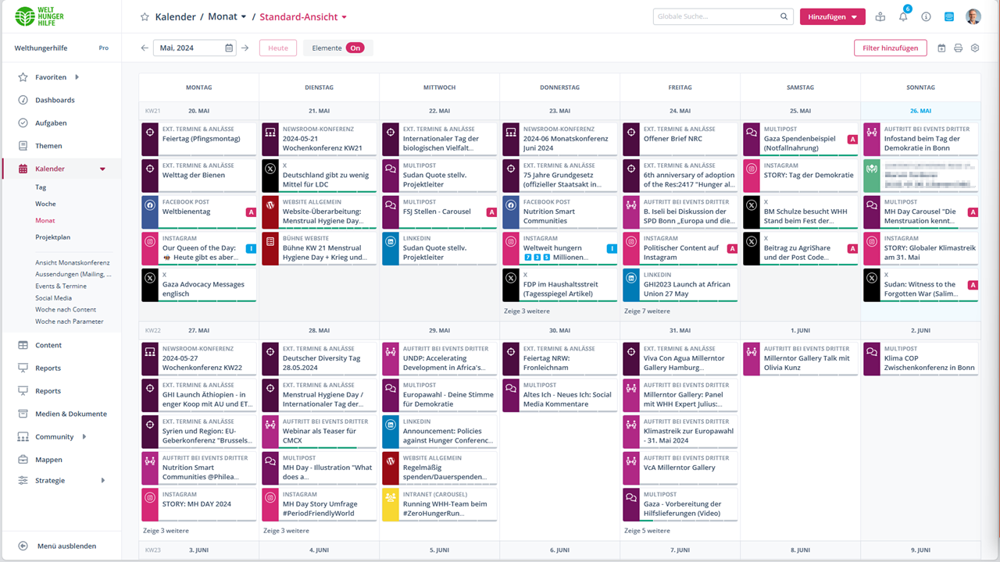 WELT
HUNGER
HILFE
Kalender / Monat / Standard-Ansicht
Globale Suche...
Hinzufügen
6
Welthungerhilfe
Pro
Mai, 2024
Heute
Elemente
On
Filter hinzufügen
Favoriten
Dashboards
Aufgaben
Themen
Kalender
Tag
Woche
Monat
Projektplan
Ansicht Monatskonferenz
Aussendungen (Mailing, ...
Events & Termine
Social Media
Woche nach Content
Woche nach Parameter
Content
Reports
Reports
Medien & Dokumente
Community
Mappen
Strategie
Menü ausblenden
MONTAG
DIENSTAG
MITTWOCH
DONNERSTAG
FREITAG
SAMSTAG
SONNTAG
KW21
20. MAI
21. MAI
22. MAI
23. MAI
24. MAI
25. MAI
26. MAI
EXT. TERMINE & ANLÄSSE
Feiertag (Pfingsmontag)
EXT. TERMINE & ANLÄSSE
Welttag der Bienen
FACEBOOK POST
Weltbienentag
A
INSTAGRAM
Our Queen of the Day:
🐝 Heute gibt es aber...
I
X
Gaza Advocacy Messages
englisch
NEWSROOM-KONFERENZ
2024-05-21
Wochenkonferenz KW21
X
Deutschland gibt zu wenig
Mittel für LDC
WEBSITE ALLGEMEIN
Website-Überarbeitung:
Menstrual Hygiene Day...
BÜHNE WEBSITE
Bühne KW 21 Menstrual
Hygiene Day + Krieg und...
EXT. TERMINE & ANLÄSSE
Internationaler Tag der
biologischen Vielfalt...
MULTIPOST
Sudan Quote stellv.
Projektleiter
MULTIPOST
FSJ Stellen - Carousel
A
LINKEDIN
Sudan Quote stellv.
Projektleiter
NEWSROOM-KONFERENZ
2024-06 Monatskonferenz
Juni 2024
EXT. TERMINE & ANLÄSSE
75 Jahre Grundgesetz
(offizieller Staatsakt in...
FACEBOOK POST
Nutrition Smart
Communities
INSTAGRAM
Weltweit hungern
7 3 5 Millionen...
I
X
FDP im Haushaltsstreit
(Tagesspiegel Artikel)
Zeige 3 weitere
EXT. TERMINE & ANLÄSSE
Offener Brief NRC
EXT. TERMINE & ANLÄSSE
6th anniversary of adoption
of the Res:2417 "Hunger al...
AUFTRITT BEI EVENTS DRITTER
B. Iseli bei Diskussion der
SPD Bonn „Europa und die...
INSTAGRAM
Politischer Content auf
Instagram
A
LINKEDIN
GHI2023 Launch at African
Union 27 May
Zeige 7 weitere
MULTIPOST
Gaza Spendenbeispiel
(Notfallnahrung)
A
INSTAGRAM
STORY: Tag der Demokratie
X
BM Schulze besucht WHH
Stand beim Fest der...
X
Beitrag zu AgriShare
und der Post Code...
A
AUFTRITT BEI EVENTS DRITTER
Infostand beim Tag der
Demokratie in Bonn
MULTIPOST
MH Day Carousel "Die
Menstruation kennt...
A
INSTAGRAM
STORY: Globaler Klimastreik
am 31. Mai
X
Sudan: Witness to the
Forgotten War (Salim...
A
KW22
27. MAI
28. MAI
29. MAI
30. MAI
31. MAI
1. JUNI
2. JUNI
NEWSROOM-KONFERENZ
2024-05-27
Wochenkonferenz KW22
EXT. TERMINE & ANLÄSSE
GHI Launch Äthiopien - in
enger Koop mit AU und ET...
EXT. TERMINE & ANLÄSSE
Syrien und Region: EU-
Geberkonferenz "Brussels...
AUFTRITT BEI EVENTS DRITTER
Nutrition Smart
Communities @Philea...
INSTAGRAM
STORY: MH DAY 2024
Zeige 3 weitere
EXT. TERMINE & ANLÄSSE
Deutscher Diversity Tag
28.05.2024
EXT. TERMINE & ANLÄSSE
Menstrual Hygiene Day /
Internationaler Tag der...
AUFTRITT BEI EVENTS DRITTER
Webinar als Teaser für
CMCX
MULTIPOST
MH Day - Illustration "What
does a...
INSTAGRAM
MH Day Story Umfrage
#PeriodFriendlyWorld
Zeige 3 weitere
AUFTRITT BEI EVENTS DRITTER
UNDP: Accelerating
Development in Africa's...
MULTIPOST
Europawahl - Deine Stimme
für Demokratie
LINKEDIN
Announcement: Policies
against Hunger Conferenc...
WEBSITE ALLGEMEIN
Regelmäßig
spenden/Dauerspenden...
INTRANET (CAROUSEL)
Running WHH-Team beim
#ZeroHungerRun...
EXT. TERMINE & ANLÄSSE
Feiertag NRW:
Fronleichnam
MULTIPOST
Altes Ich - Neues Ich: Social
Media Kommentare
EXT. TERMINE & ANLÄSSE
Viva Con Agua Millerntor
Gallery Hamburg...
AUFTRITT BEI EVENTS DRITTER
Millerntor Gallery: Panel
mit WHH Expert Julius:...
AUFTRITT BEI EVENTS DRITTER
Klimastreik zur Europawahl
- 31. Mai 2024
AUFTRITT BEI EVENTS DRITTER
VcA Millerntor Gallery
MULTIPOST
Gaza - Vorbereitung der
Hilfslieferungen (Video)
Zeige 5 weitere
AUFTRITT BEI EVENTS DRITTER
Millerntor Gallery Talk mit
Olivia Kunz
MULTIPOST
Klima COP
Zwischenkonferenz in Bonn
KW23
3. JUNI
4. JUNI
5. JUNI
6. JUNI
7. JUNI
8. JUNI
9. JUNI